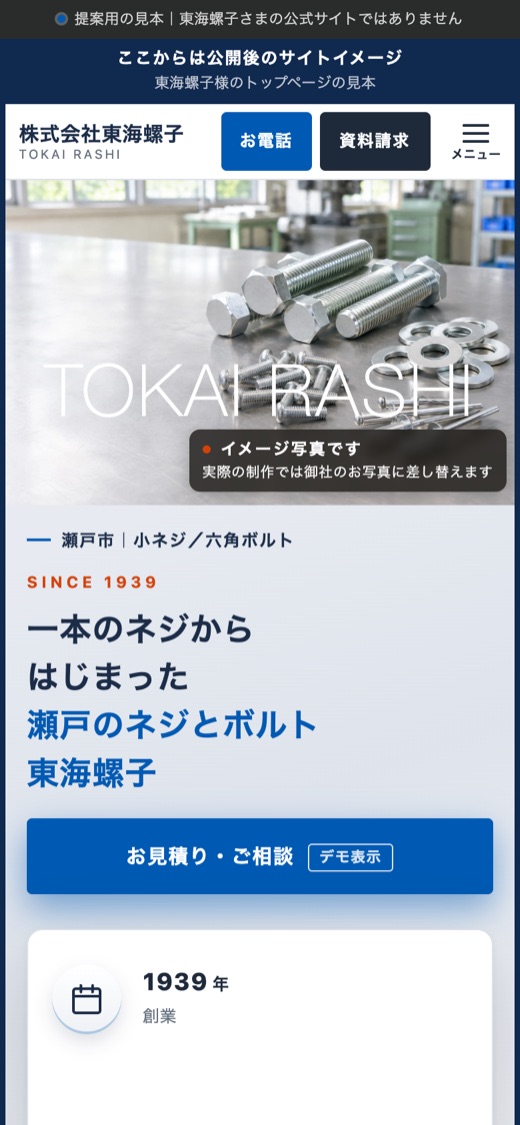 提案用の見本｜東海螺子さまの公式サイトではありません
ここからは公開後のサイトイメージ
東海螺子様のトップページの見本
株式会社東海螺子
TOKAI RASHI
お電話
資料請求
メニュー
TOKAI RASHI
イメージ写真です
実際の制作では御社のお写真に差し替えます
瀬戸市｜小ネジ／六角ボルト
SINCE 1939
一本のネジから
はじまった
瀬戸のネジとボルト
東海螺子
お見積り・ご相談 デモ表示
1939 年
創業